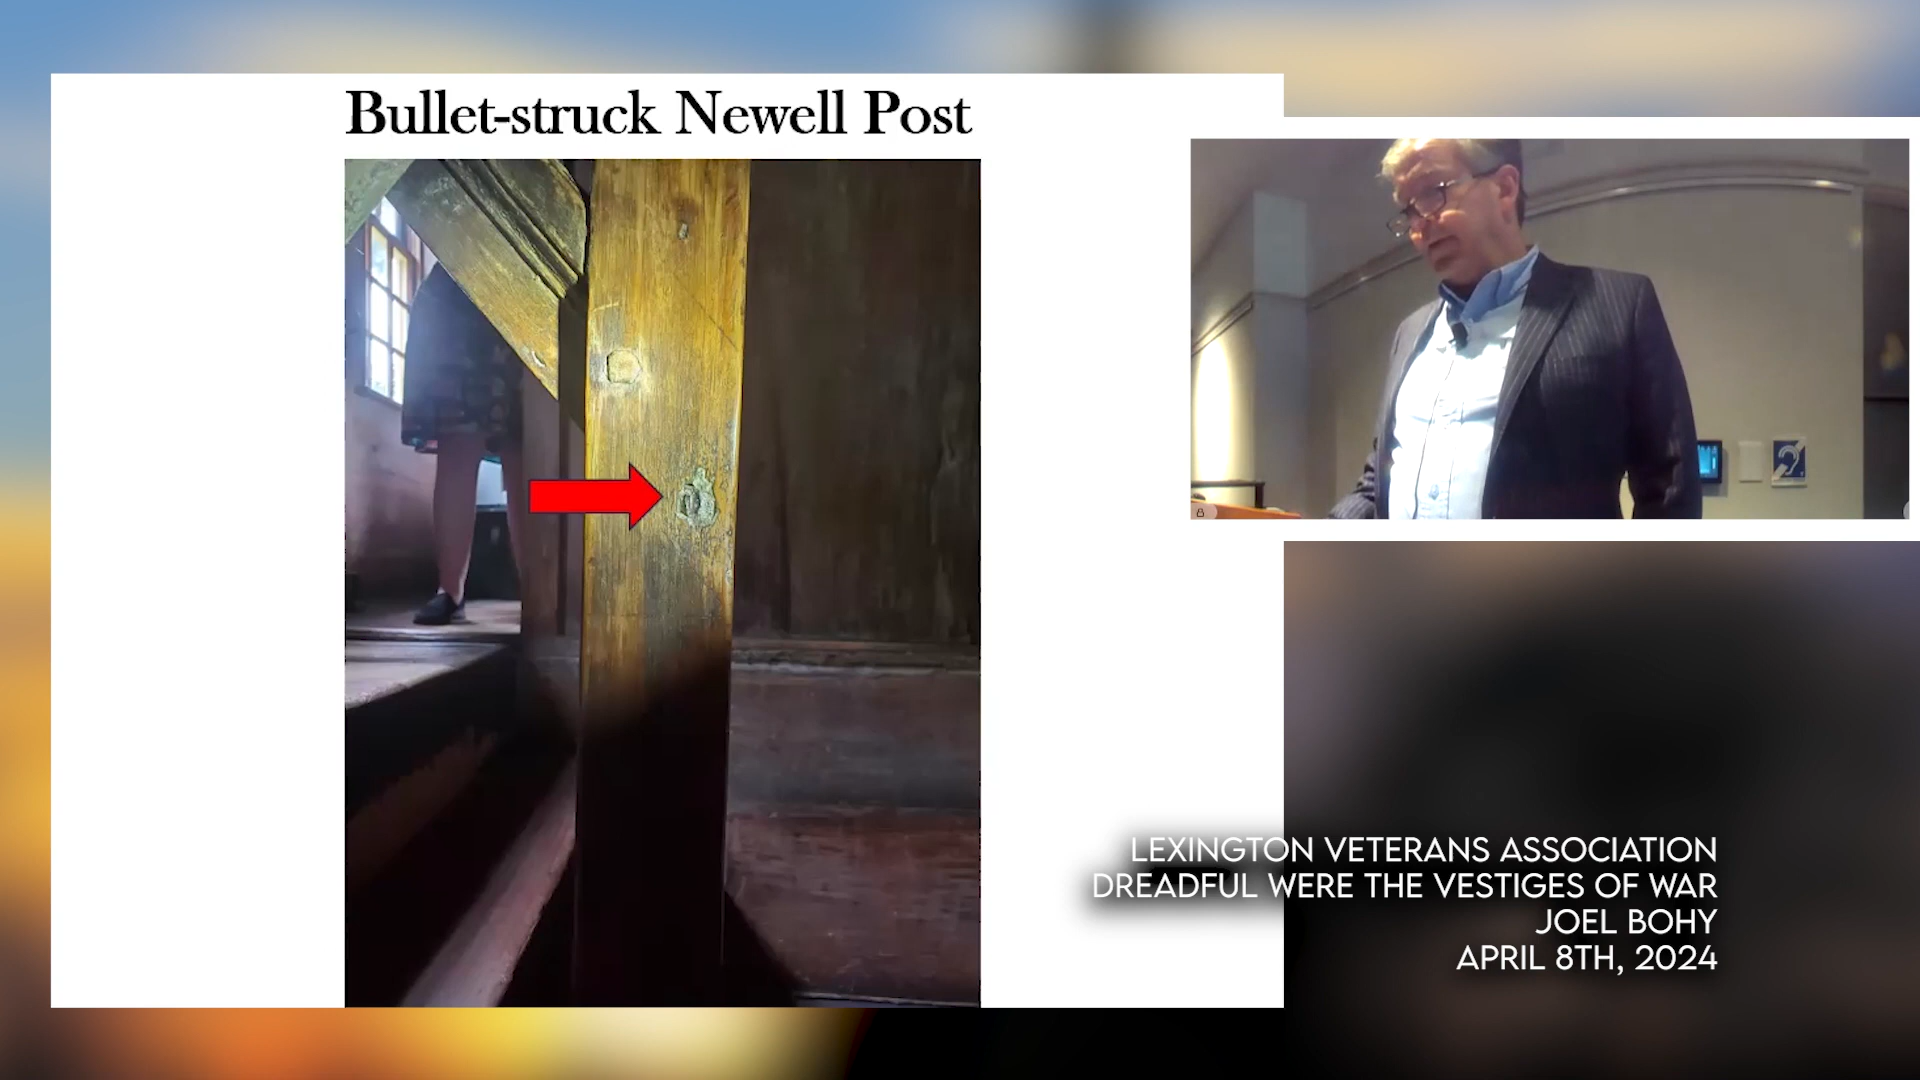 Bullet-struck Newell Post
LEXINGTON VETERANS ASSOCIATION
DREADFUL WERE THE VESTIGES OF WAR
JOEL BOHY
APRIL 8TH, 2024